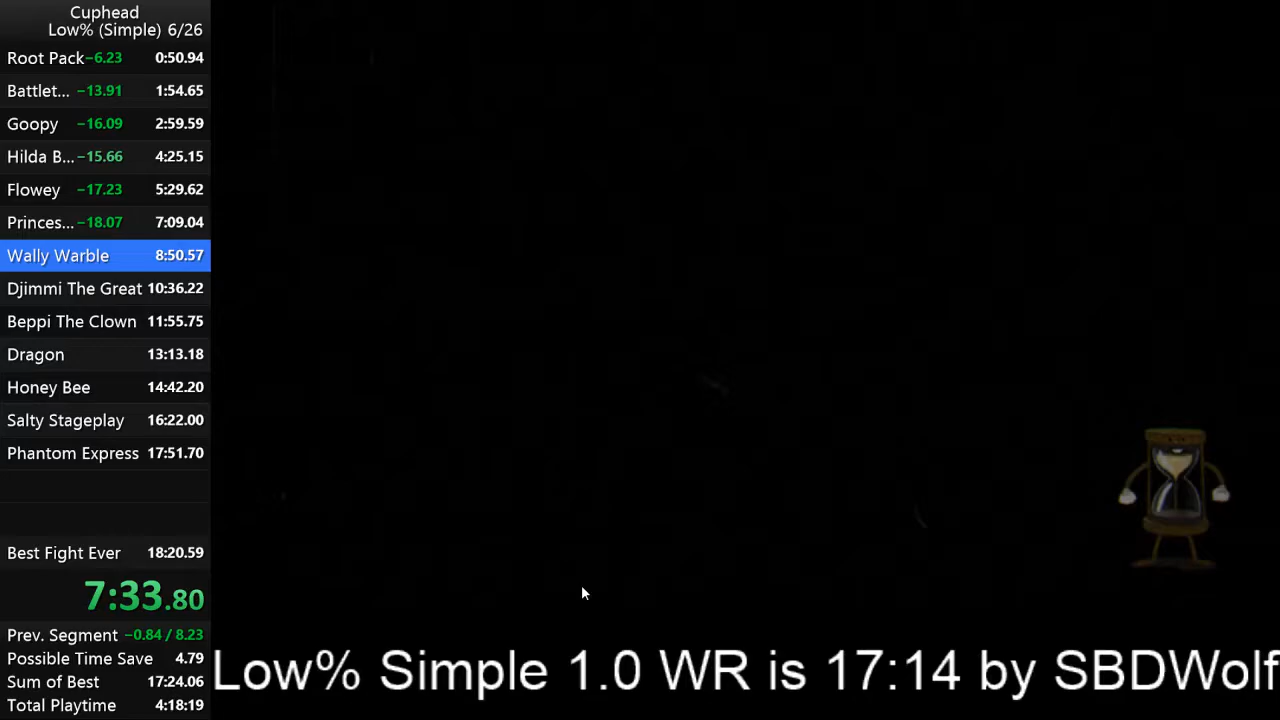 Cuphead
Low% (Simple) 6/26
Root Pack −6.23 0:50.94
Battlet... −13.91 1:54.65
Goopy −16.09 2:59.59
Hilda B... −15.66 4:25.15
Flowey −17.23 5:29.62
Princes... −18.07 7:09.04
Wally Warble 8:50.57
Djimmi The Great 10:36.22
Beppi The Clown 11:55.75
Dragon 13:13.18
Honey Bee 14:42.20
Salty Stageplay 16:22.00
Phantom Express 17:51.70
Best Fight Ever 18:20.59
7:33.80
Prev. Segment −0.84 / 8.23
Possible Time Save 4.79
Sum of Best 17:24.06
Total Playtime 4:18:19
Low% Simple 1.0 WR is 17:14 by SBDWolf